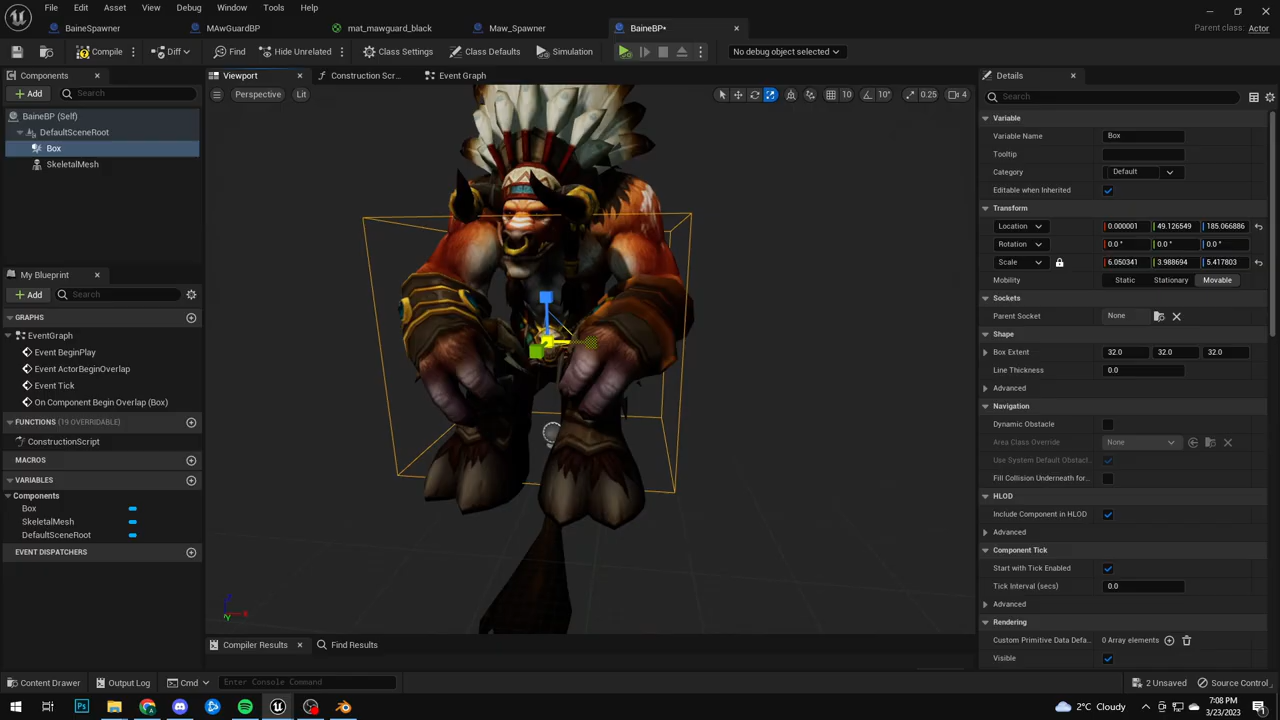 File Edit Asset View Debug Window Tools Help
BaineSpawner MAwGuardBP mat_mawguard_black Maw_Spawner BaineBP• Parent class: Actor
Compile Diff Find Hide Unrelated Class Settings Class Defaults Simulation No debug object selected
Components
Add Search
BaineBP (Self)
DefaultSceneRoot
Box
SkeletalMesh
My Blueprint
Add Search
GRAPHS
EventGraph
Event BeginPlay
Event ActorBeginOverlap
Event Tick
On Component Begin Overlap (Box)
FUNCTIONS (19 OVERRIDABLE)
ConstructionScript
MACROS
VARIABLES
Components
Box
SkeletalMesh
DefaultSceneRoot
EVENT DISPATCHERS
Viewport Construction Scr... Event Graph
Perspective Lit 10 10° 0.25 4
Compiler Results Find Results
Details
Search
Variable
Variable Name Box
Tooltip
Category Default
Editable when Inherited
Transform
Location 0.000001 49.126549 185.066886
Rotation 0.0 ° 0.0 ° 0.0 °
Scale 6.050341 3.988694 5.417803
Mobility Static Stationary Movable
Sockets
Parent Socket None
Shape
Box Extent 32.0 32.0 32.0
Line Thickness 0.0
Advanced
Navigation
Dynamic Obstacle
Area Class Override None
Use System Default Obstacl...
Fill Collision Underneath for...
HLOD
Include Component in HLOD
Advanced
Component Tick
Start with Tick Enabled
Tick Interval (secs) 0.0
Advanced
Rendering
Custom Primitive Data Defa... 0 Array elements
Visible
Content Drawer Output Log Cmd Enter Console Command 2 Unsaved Source Control
2°C Cloudy 7:08 PM
3/23/2023